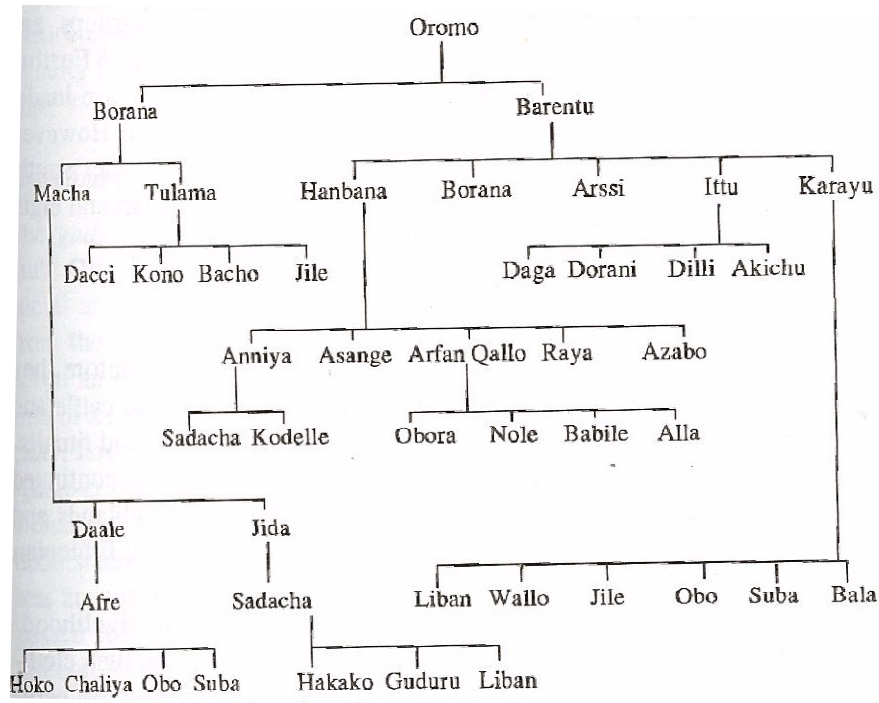 Oromo
Borana Barentu
Macha Tulama Hanbana Borana Arssi Ittu Karayu
Dacci Kono Bacho Jile Daga Dorani Dilli Akichu
Anniya Asange Arfan Qallo Raya Azabo
Sadacha Kodelle Obora Nole Babile Alla
Daale Jida
Afre Sadacha Liban Wallo Jile Obo Suba Bala
Hoko Chaliya Obo Suba Hakako Guduru Liban